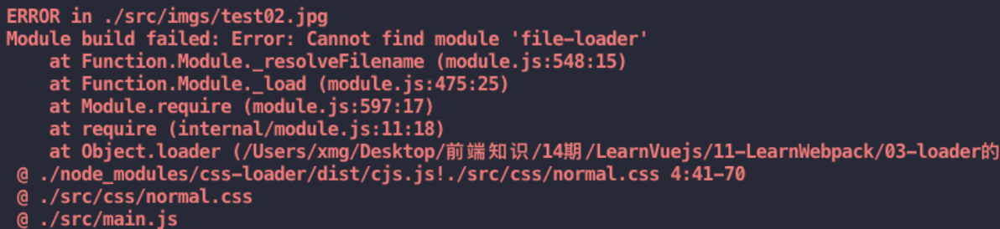 ERROR in ./src/imgs/test02.jpg
Module build failed: Error: Cannot find module 'file-loader'
    at Function.Module._resolveFilename (module.js:548:15)
    at Function.Module._load (module.js:475:25)
    at Module.require (module.js:597:17)
    at require (internal/module.js:11:18)
    at Object.loader (/Users/xmg/Desktop/前端知识/14期/LearnVuejs/11-LearnWebpack/03-loader的
 @ ./node_modules/css-loader/dist/cjs.js!./src/css/normal.css 4:41-70
 @ ./src/css/normal.css
 @ ./src/main.js